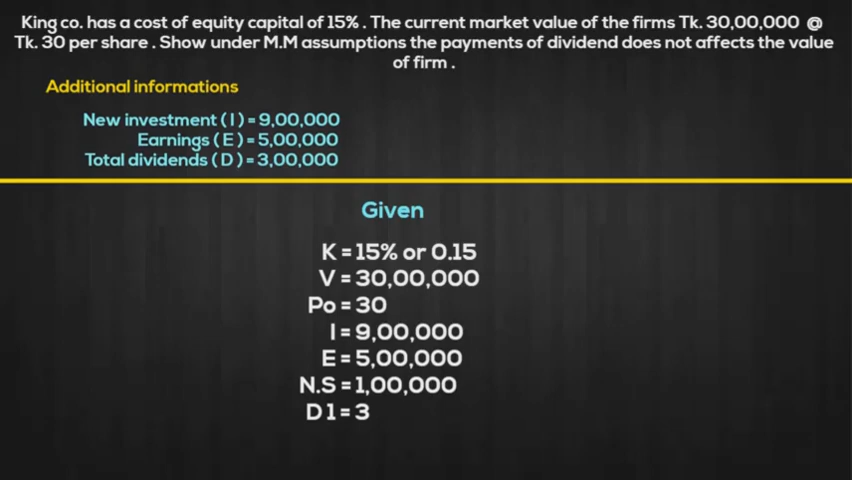 King co. has a cost of equity capital of 15% . The current market value of the firms Tk. 30,00,000 @
Tk. 30 per share . Show under M.M assumptions the payments of dividend does not affects the value
of firm .
Additional informations
New investment ( I ) = 9,00,000
Earnings ( E ) = 5,00,000
Total dividends ( D ) = 3,00,000
Given
K = 15% or 0.15
V = 30,00,000
Po = 30
I = 9,00,000
E = 5,00,000
N.S = 1,00,000
D 1 = 3